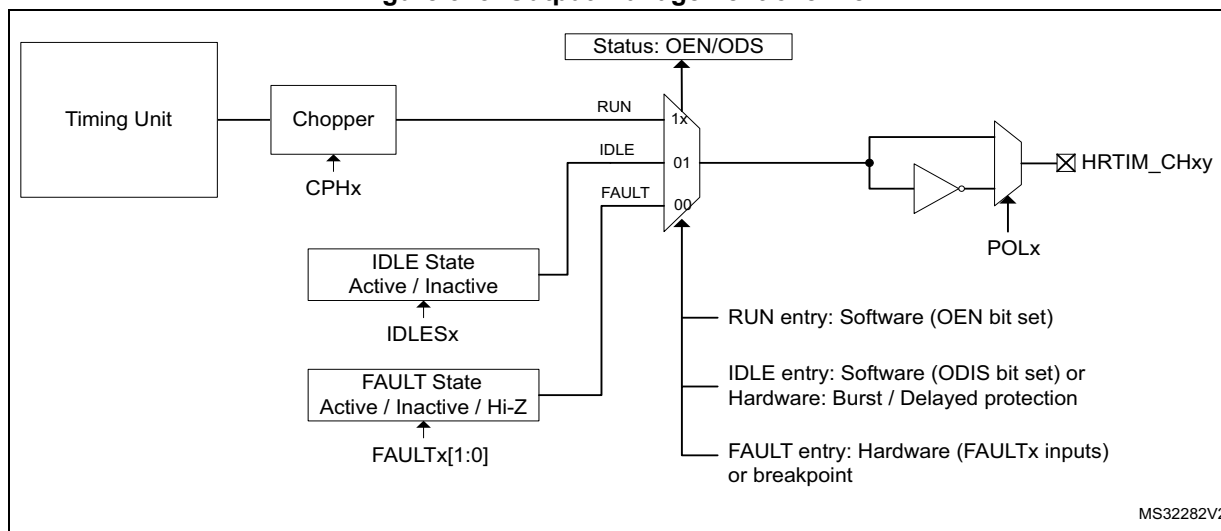 Status: OEN/ODS
Timing Unit
Chopper
RUN
1x
CPHx
IDLE
01
HRTIM_CHxy
FAULT
00
POLx
IDLE State
Active / Inactive
IDLESx
RUN entry: Software (OEN bit set)
IDLE entry: Software (ODIS bit set) or
Hardware: Burst / Delayed protection
FAULT State
Active / Inactive / Hi-Z
FAULTx[1:0]
FAULT entry: Hardware (FAULTx inputs)
or breakpoint
MS32282V2